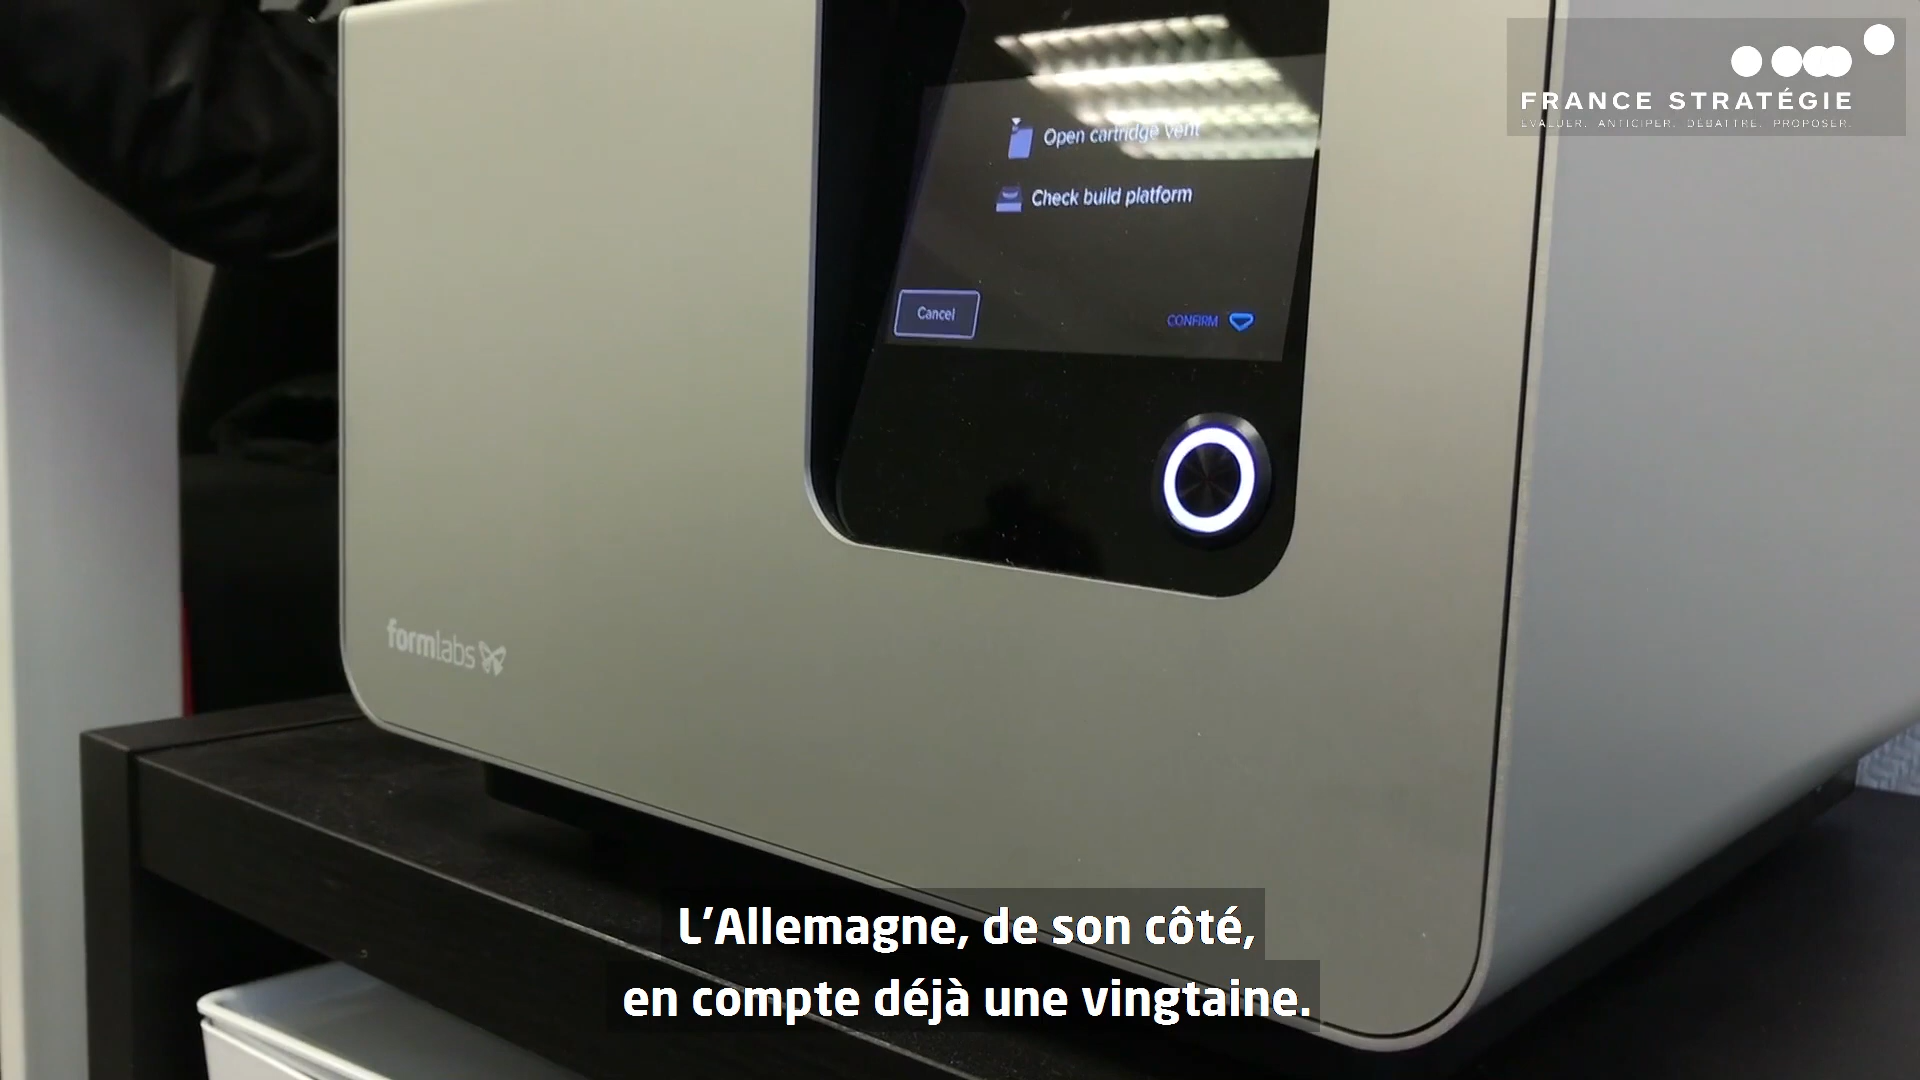 FRANCE STRATÉGIE
ÉVALUER. ANTICIPER. DÉBATTRE. PROPOSER.
Open cartridge vent
Check build platform
Cancel
CONFIRM
formlabs
L'Allemagne, de son côté,
en compte déjà une vingtaine.